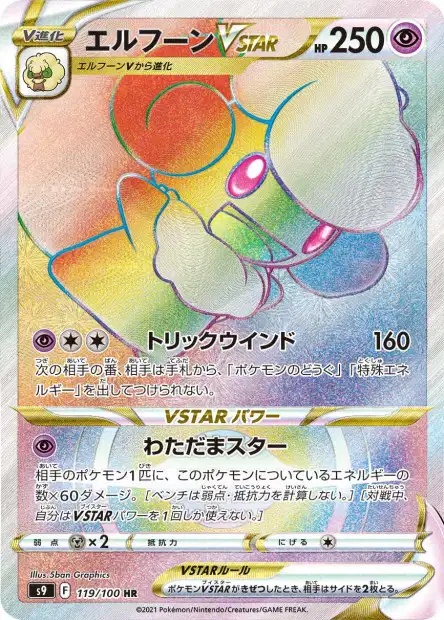 V進化
エルフーンVSTAR
HP250
エルフーンVから進化
トリックウインド 160
次の相手の番、相手は手札から、「ポケモンのどうぐ」「特殊エネ
ルギー」を出してつけられない。
VSTARパワー
わただまスター
相手のポケモン1匹に、このポケモンについているエネルギーの
数×60ダメージ。[ベンチは弱点・抵抗力を計算しない。][対戦中、
自分はVSTARパワーを1回しか使えない。]
弱点 ×2 抵抗力 にげる
Illus. 5ban Graphics
VSTARルール
ポケモンVSTARがきぜつしたとき、相手はサイドを2枚とる。
s9 F 119/100 HR
©2021 Pokémon/Nintendo/Creatures/GAME FREAK.